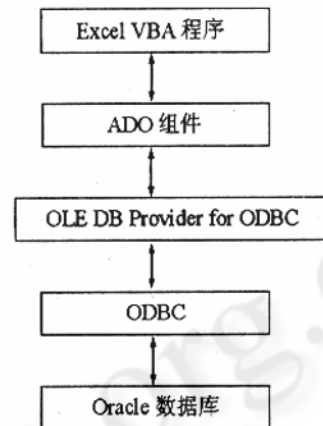 Excel VBA 程序
ADO 组件
OLE DB Provider for ODBC
ODBC
Oracle 数据库